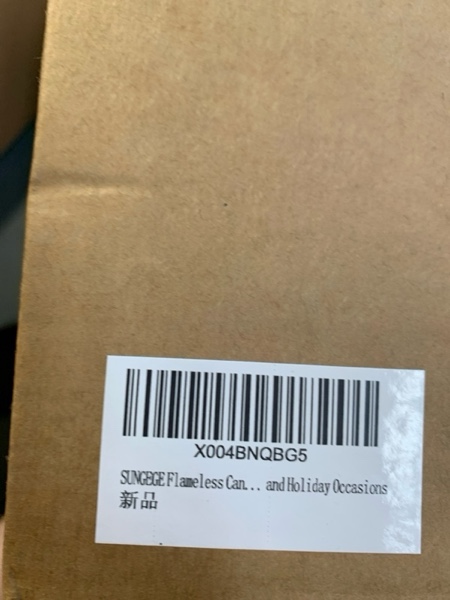 X004BNQBG5
SUNGEGE Flameless Can... and Holiday Occasions
新品